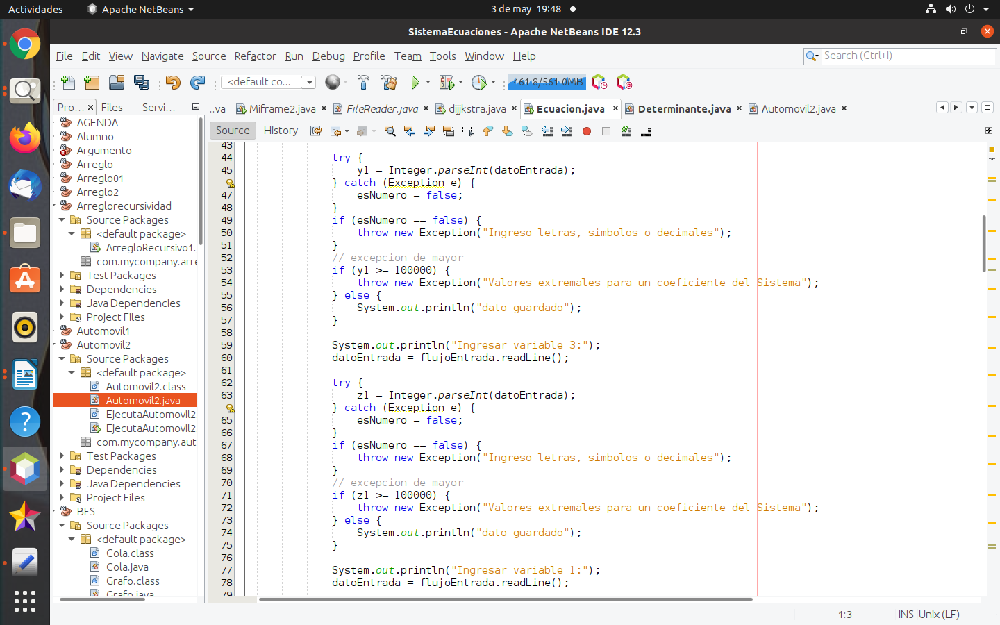 Actividades
Apache NetBeans
3 de may 19:48
SistemaEcuaciones - Apache NetBeans IDE 12.3
File Edit View Navigate Source Refactor Run Debug Profile Team Tools Window Help
Search (Ctrl+I)
<default co...
461.8/561.0MB
Pro... Files Servi...
...va Miframe2.java FileReader.java dijjkstra.java Ecuacion.java Determinante.java Automovil2.java
Source History
AGENDA
Alumno
Argumento
Arreglo
Arreglo01
Arreglo2
Arreglorecursividad
Source Packages
<default package>
ArregloRecursivo1.
com.mycompany.arre
Test Packages
Dependencies
Java Dependencies
Project Files
Automovil1
Automovil2
Source Packages
<default package>
Automovil2.class
Automovil2.java
EjecutaAutomovil2.
EjecutaAutomovil2.
com.mycompany.aut
Test Packages
Dependencies
Java Dependencies
Project Files
BFS
Source Packages
<default package>
Cola.class
Cola.java
Grafo.class
Grafo.java
43
44 try {
45 y1 = Integer.parseInt(datoEntrada);
} catch (Exception e) {
47 esNumero = false;
48 }
49 if (esNumero == false) {
50 throw new Exception("Ingreso letras, simbolos o decimales");
51 }
52 // excepcion de mayor
53 if (y1 >= 100000) {
54 throw new Exception("Valores extremales para un coeficiente del Sistema");
55 } else {
56 System.out.println("dato guardado");
57 }
58
59 System.out.println("Ingresar variable 3:");
60 datoEntrada = flujoEntrada.readLine();
61
62 try {
63 z1 = Integer.parseInt(datoEntrada);
} catch (Exception e) {
65 esNumero = false;
66 }
67 if (esNumero == false) {
68 throw new Exception("Ingreso letras, simbolos o decimales");
69 }
70 // excepcion de mayor
71 if (z1 >= 100000) {
72 throw new Exception("Valores extremales para un coeficiente del Sistema");
73 } else {
74 System.out.println("dato guardado");
75 }
76
77 System.out.println("Ingresar variable 1:");
78 datoEntrada = flujoEntrada.readLine();
79
1:3
INS Unix (LF)